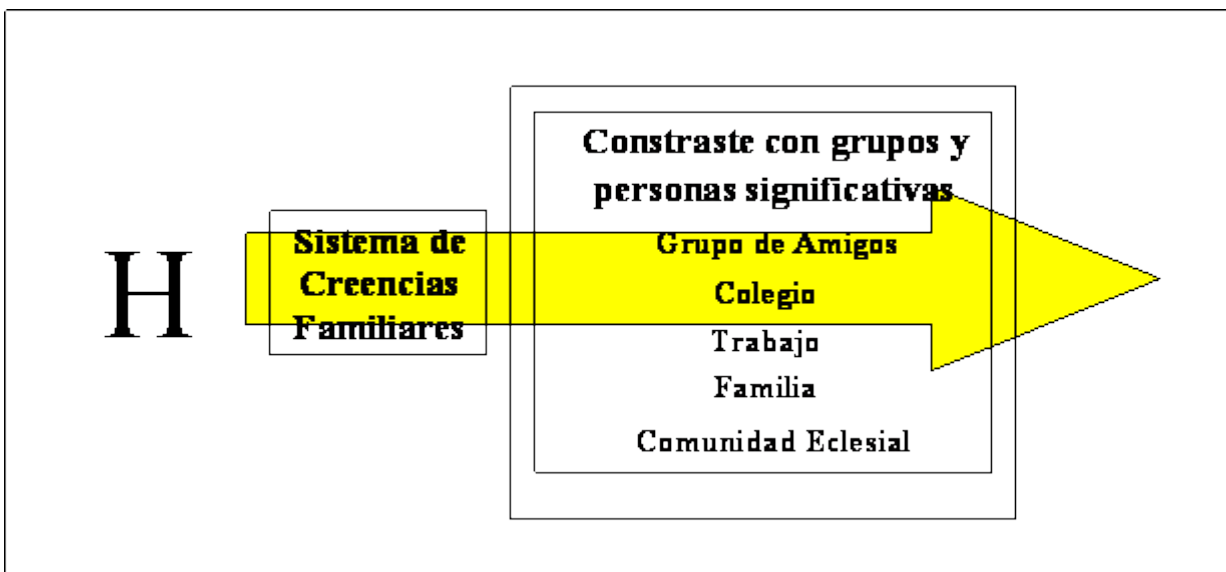 H
Sistema de
Creencias
Familiares
Constraste con grupos y
personas significativas
Grupo de Amigos
Colegio
Trabajo
Familia
Comunidad Eclesial